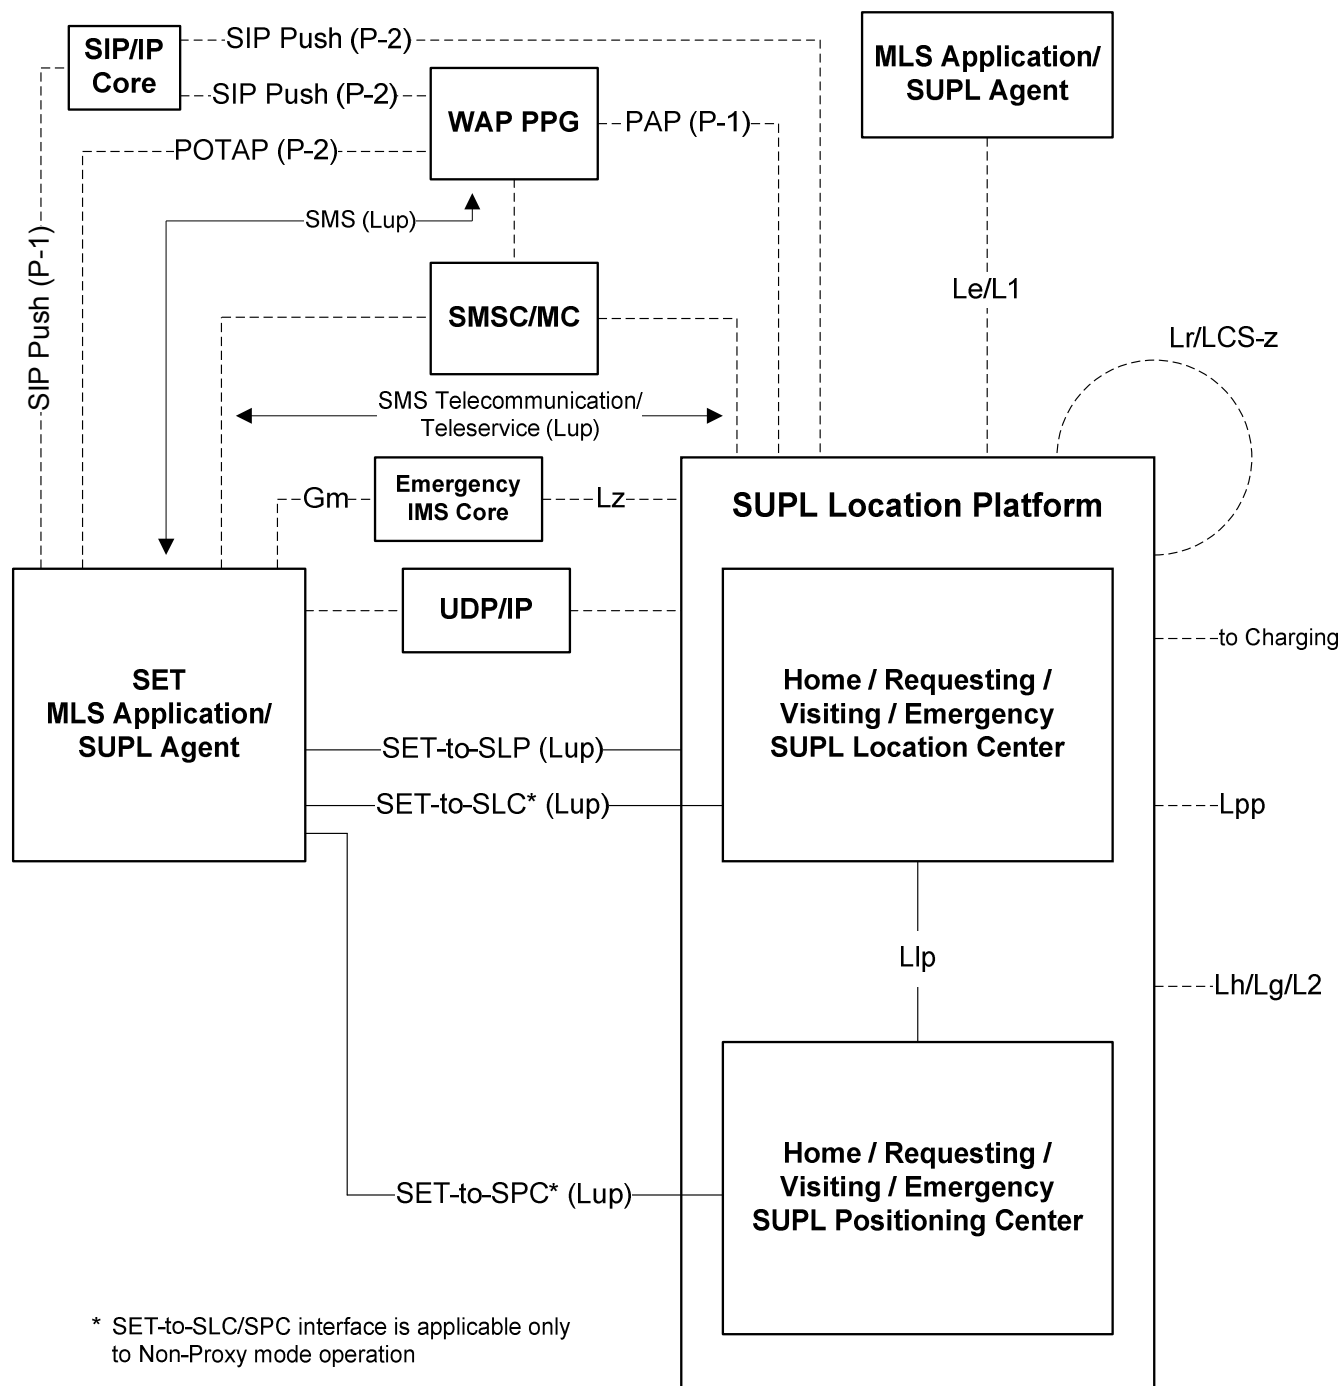 SIP/IP
Core
SIP Push (P-2)
SIP Push (P-2)
WAP PPG
PAP (P-1)
MLS Application/
SUPL Agent
POTAP (P-2)
SMS (Lup)
SIP Push (P-1)
SMSC/MC
Le/L1
Lr/LCS-z
SMS Telecommunication/
Teleservice (Lup)
Gm
Emergency
IMS Core
Lz
SUPL Location Platform
UDP/IP
to Charging
SET
MLS Application/
SUPL Agent
Home / Requesting /
Visiting / Emergency
SUPL Location Center
SET-to-SLP (Lup)
SET-to-SLC* (Lup)
Lpp
Llp
Lh/Lg/L2
Home / Requesting /
Visiting / Emergency
SUPL Positioning Center
SET-to-SPC* (Lup)
* SET-to-SLC/SPC interface is applicable only
to Non-Proxy mode operation